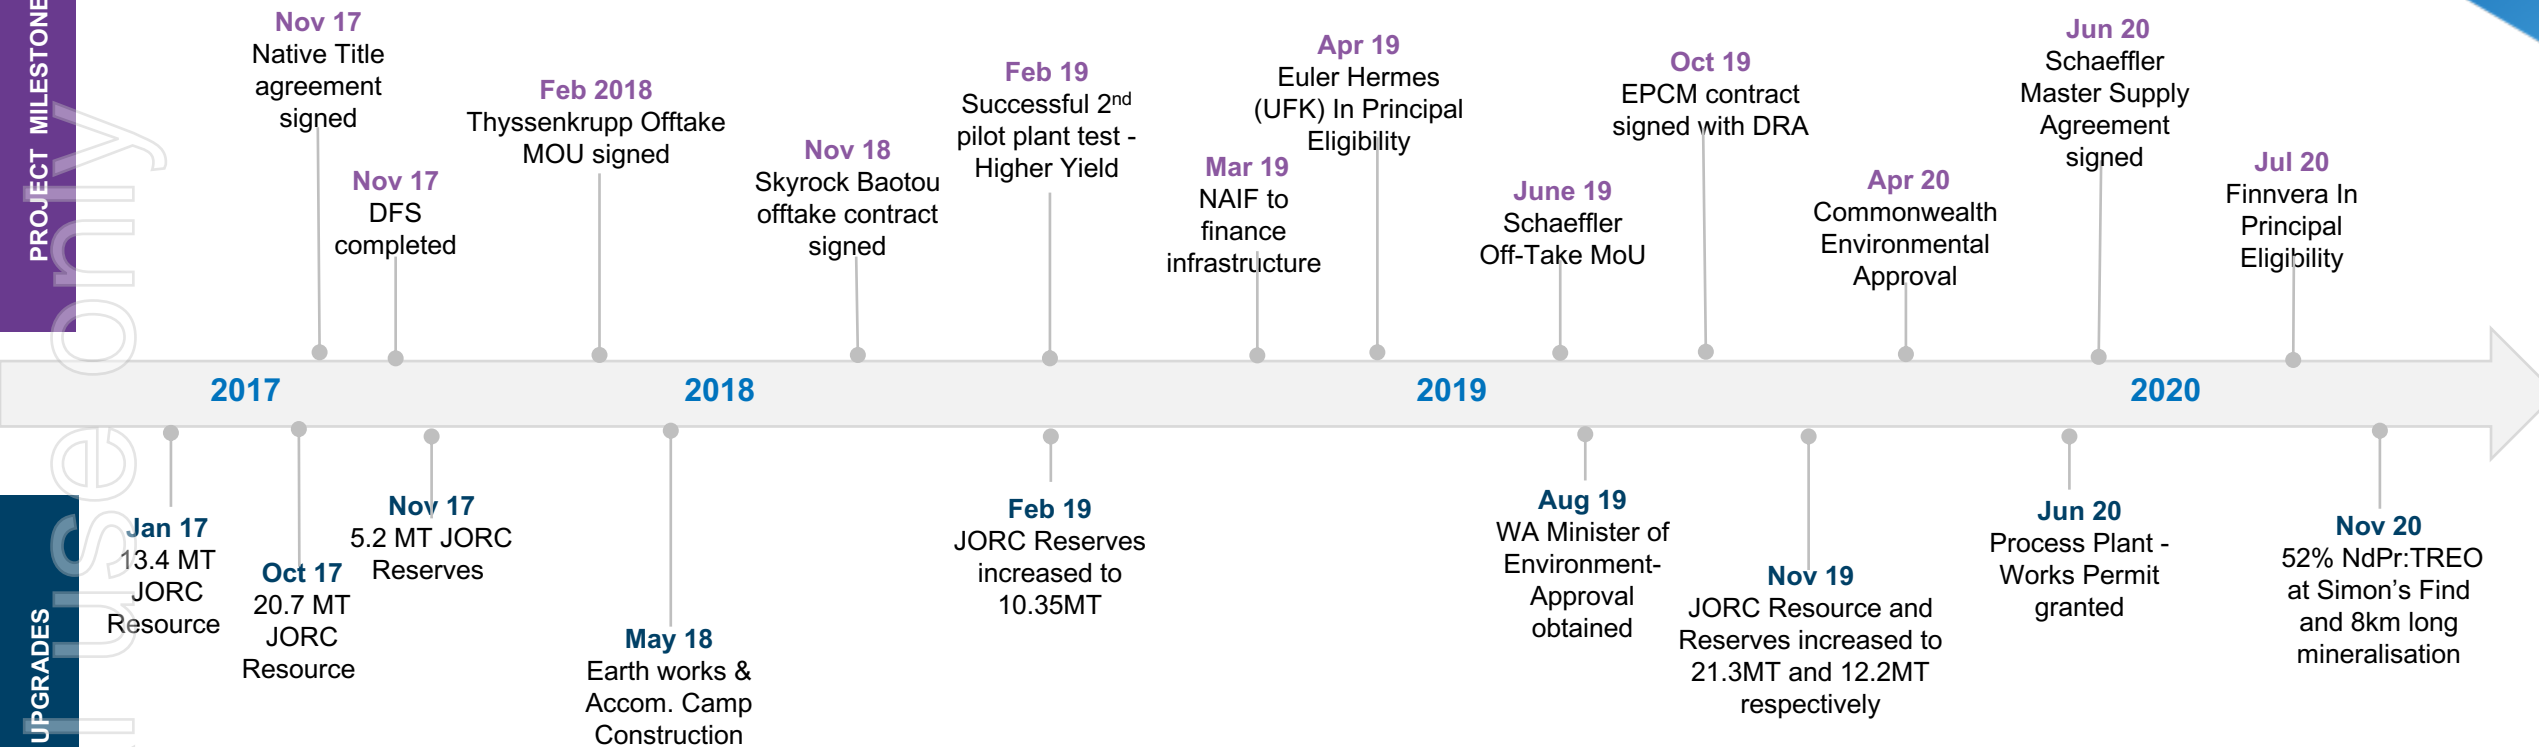 PROJECT MILESTONE
Nov 17
Native Title
agreement
signed
Nov 17
DFS
completed
Feb 2018
Thyssenkrupp Offtake
MOU signed
Nov 18
Skyrock Baotou
offtake contract
signed
Feb 19
Successful 2nd
pilot plant test -
Higher Yield
Mar 19
NAIF to
finance
infrastructure
Apr 19
Euler Hermes
(UFK) In Principal
Eligibility
June 19
Schaeffler
Off-Take MoU
Oct 19
EPCM contract
signed with DRA
Apr 20
Commonwealth
Environmental
Approval
Jun 20
Schaeffler
Master Supply
Agreement
signed
Jul 20
Finnvera In
Principal
Eligibility
2017
2018
2019
2020
UPGRADES
Jan 17
13.4 MT
JORC
Resource
Oct 17
20.7 MT
JORC
Resource
Nov 17
5.2 MT JORC
Reserves
May 18
Earth works &
Accom. Camp
Construction
Feb 19
JORC Reserves
increased to
10.35MT
Aug 19
WA Minister of
Environment-
Approval
obtained
Nov 19
JORC Resource and
Reserves increased to
21.3MT and 12.2MT
respectively
Jun 20
Process Plant -
Works Permit
granted
Nov 20
52% NdPr:TREO
at Simon’s Find
and 8km long
mineralisation
use only